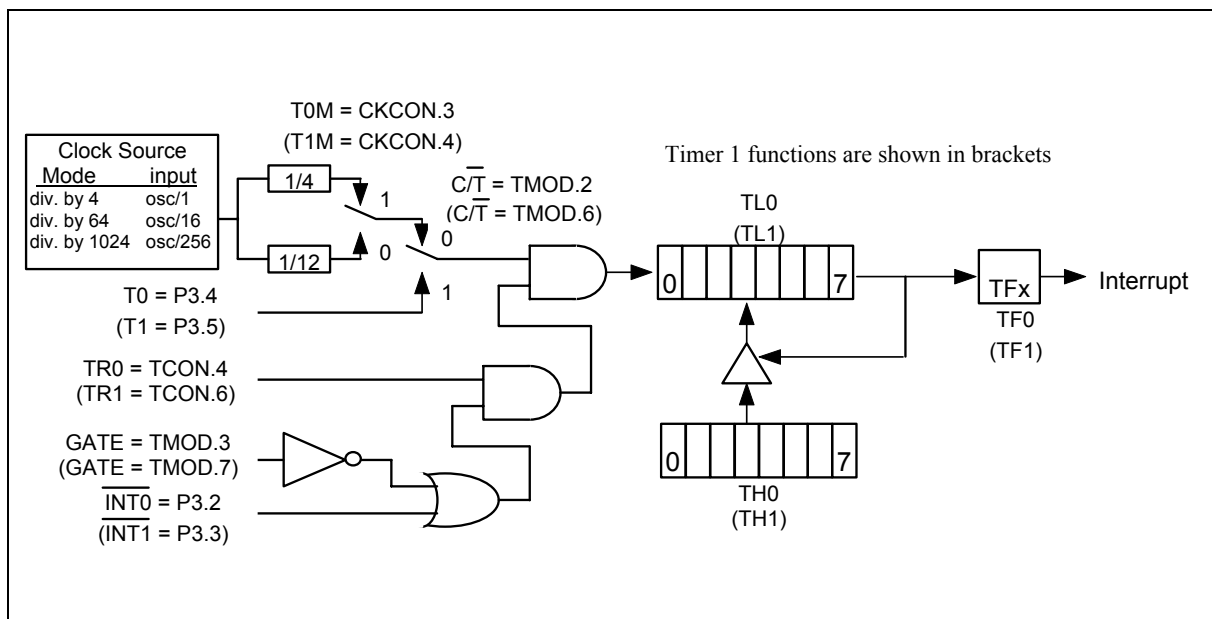 T0M = CKCON.3
(T1M = CKCON.4)
Clock Source
Mode input
div. by 4 osc/1
div. by 64 osc/16
div. by 1024 osc/256
1/4
1/12
1
0
C/T̅ = TMOD.2
(C/T̅ = TMOD.6)
0
1
Timer 1 functions are shown in brackets
TL0
(TL1)
0 7
TFx
Interrupt
TF0
(TF1)
T0 = P3.4
(T1 = P3.5)
TR0 = TCON.4
(TR1 = TCON.6)
GATE = TMOD.3
(GATE = TMOD.7)
I̅N̅T̅0̅ = P3.2
(I̅N̅T̅1̅ = P3.3)
0 7
TH0
(TH1)